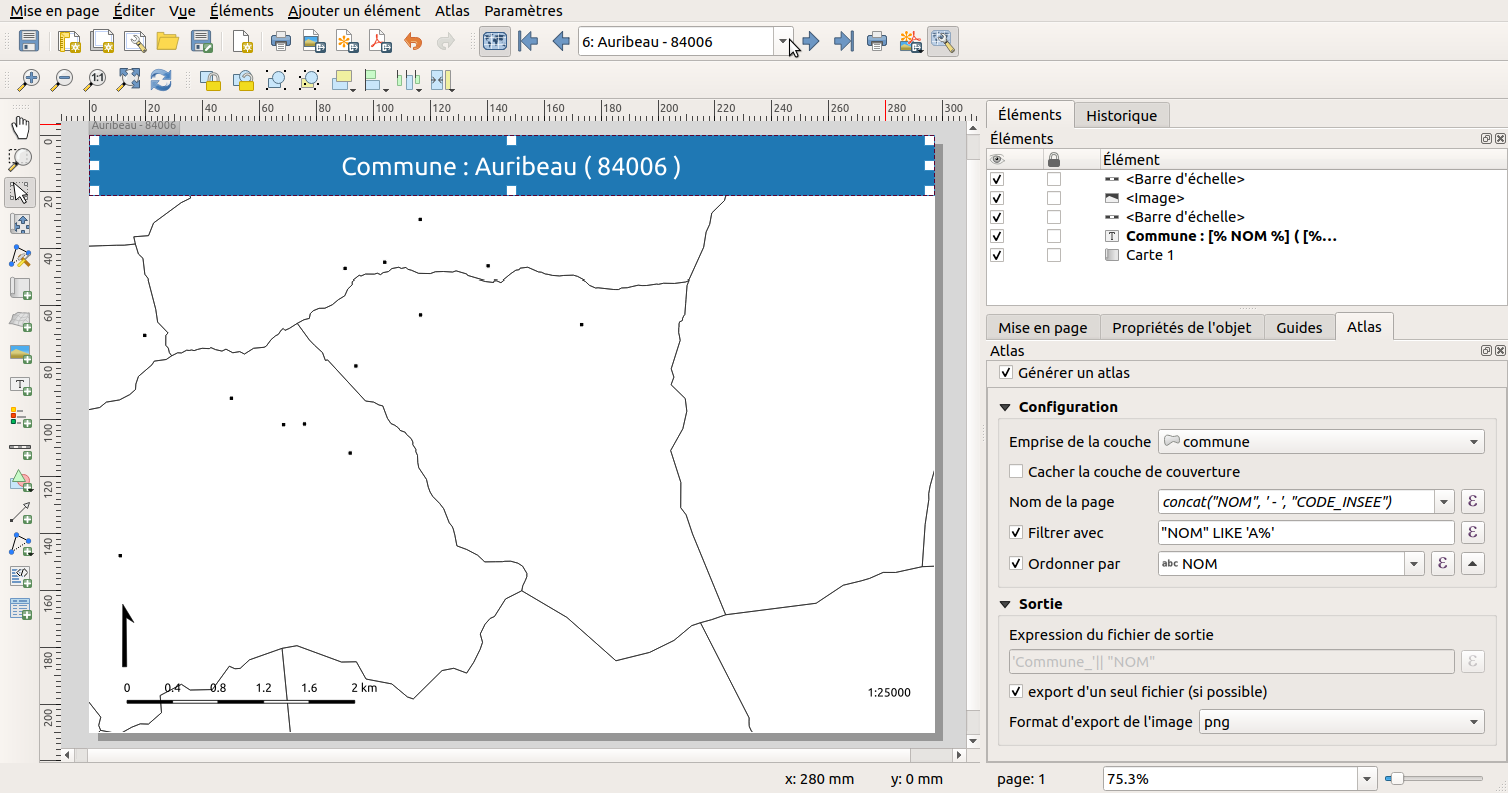 Mise en page Éditer Vue Éléments Ajouter un élément Atlas Paramètres
6: Auribeau - 84006
1:1
0 20 40 60 80 100 120 140 160 180 200 220 240 260 280 300
0 20 40 60 80 100 120 140 160 180 200
Auribeau - 84006
Commune : Auribeau ( 84006 )
0 0.4 0.8 1.2 1.6 2 km
1:25000
Éléments Historique
Éléments
Élément
<Barre d'échelle>
<Image>
<Barre d'échelle>
T Commune : [% NOM %] ( [%...
Carte 1
Mise en page Propriétés de l'objet Guides Atlas
Atlas
Générer un atlas
Configuration
Emprise de la couche commune
Cacher la couche de couverture
Nom de la page concat("NOM", ' - ', "CODE_INSEE") ε
Filtrer avec "NOM" LIKE 'A%' ε
Ordonner par abc NOM ε
Sortie
Expression du fichier de sortie
'Commune_'|| "NOM" ε
export d'un seul fichier (si possible)
Format d'export de l'image png
x: 280 mm y: 0 mm page: 1 75.3%